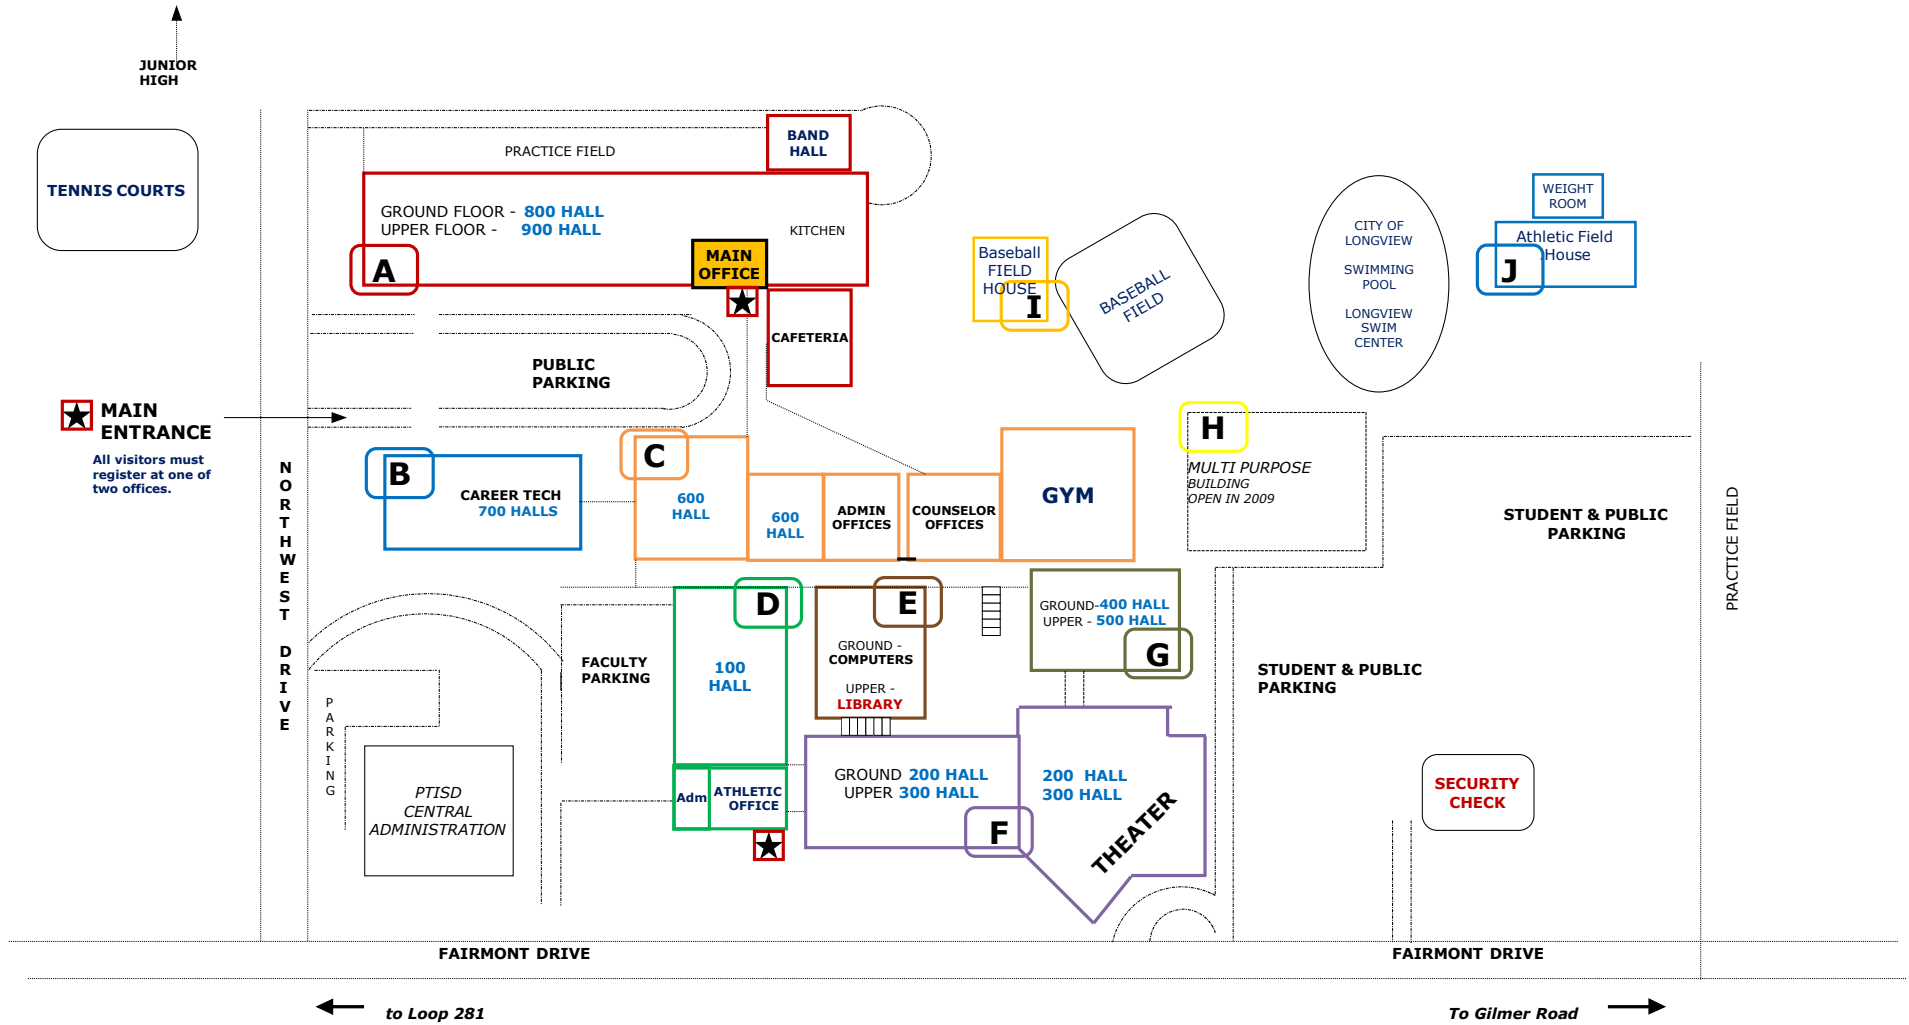 JUNIOR
HIGH
TENNIS COURTS
PRACTICE FIELD
BAND
HALL
GROUND FLOOR - 800 HALL
UPPER FLOOR - 900 HALL
KITCHEN
MAIN
OFFICE
A
CAFETERIA
PUBLIC
PARKING
Baseball
FIELD
HOUSE
I
BASEBALL
FIELD
CITY OF
LONGVIEW
SWIMMING
POOL
LONGVIEW
SWIM
CENTER
WEIGHT
ROOM
Athletic Field
House
J
MAIN
ENTRANCE
All visitors must
register at one of
two offices.
NORTHWEST DRIVE
B
CAREER TECH
700 HALLS
C
600
HALL
600
HALL
ADMIN
OFFICES
COUNSELOR
OFFICES
GYM
H
MULTI PURPOSE
BUILDING
OPEN IN 2009
STUDENT & PUBLIC
PARKING
PRACTICE FIELD
D
100
HALL
E
GROUND -
COMPUTERS
UPPER -
LIBRARY
GROUND-400 HALL
UPPER - 500 HALL
G
FACULTY
PARKING
STUDENT & PUBLIC
PARKING
PARKING
PTISD
CENTRAL
ADMINISTRATION
Adm
ATHLETIC
OFFICE
GROUND 200 HALL
UPPER 300 HALL
F
200 HALL
300 HALL
THEATER
SECURITY
CHECK
FAIRMONT DRIVE
FAIRMONT DRIVE
to Loop 281
To Gilmer Road